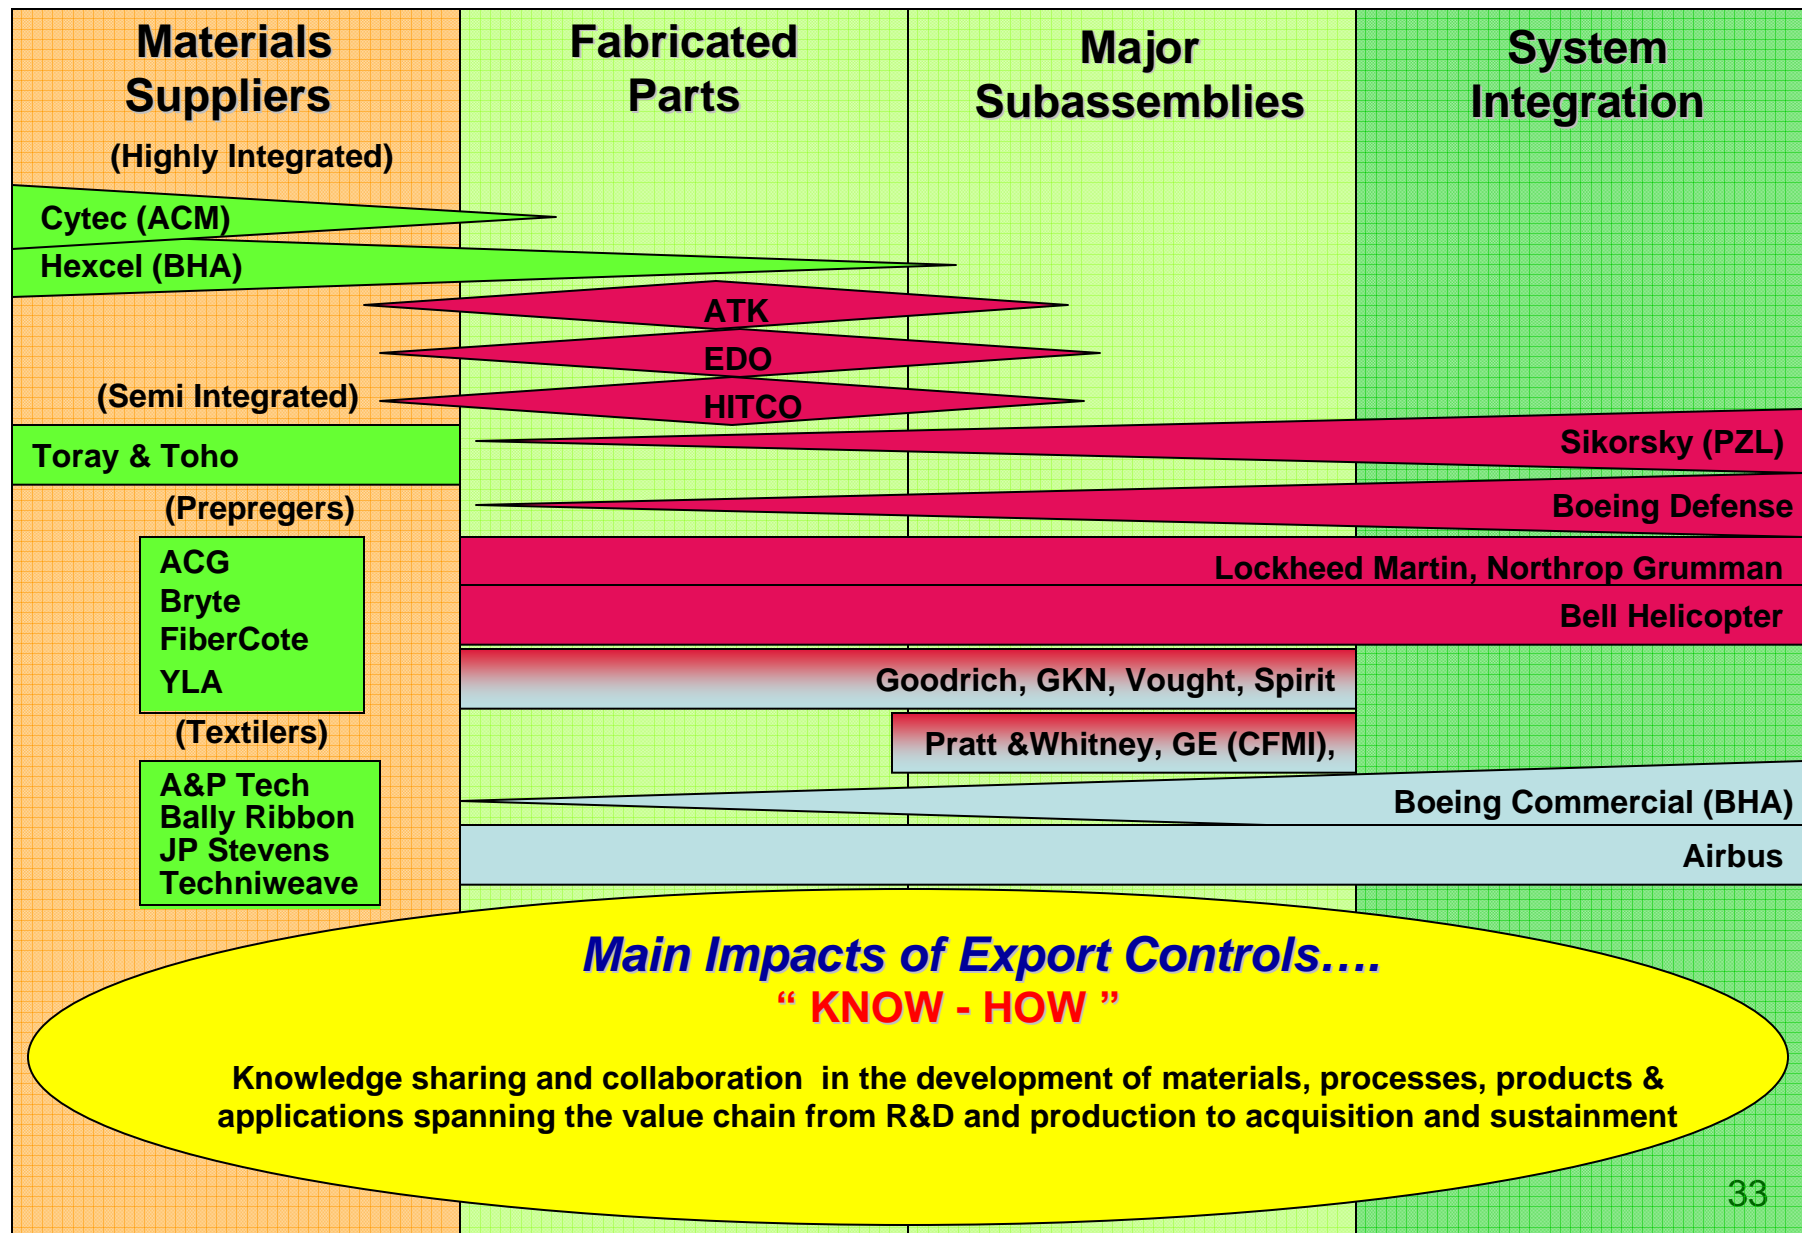 Materials
Suppliers
Fabricated
Parts
Major
Subassemblies
System
Integration
(Highly Integrated)
Cytec (ACM)
Hexcel (BHA)
ATK
EDO
(Semi Integrated)
HITCO
Toray & Toho
Sikorsky (PZL)
(Prepregers)
Boeing Defense
ACG
Bryte
FiberCote
YLA
Lockheed Martin, Northrop Grumman
Bell Helicopter
Goodrich, GKN, Vought, Spirit
(Textilers)
Pratt &Whitney, GE (CFMI),
A&P Tech
Bally Ribbon
JP Stevens
Techniweave
Boeing Commercial (BHA)
Airbus
Main Impacts of Export Controls….
“ KNOW - HOW ”
Knowledge sharing and collaboration  in the development of materials, processes, products &
applications spanning the value chain from R&D and production to acquisition and sustainment
33